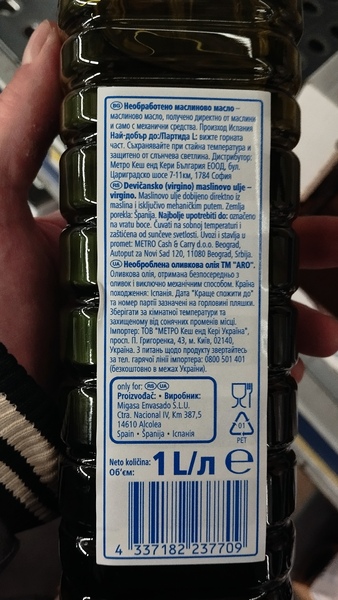 BG Необработено маслиново масло –
маслиново масло, получено директно от маслини
и само с механични средства. Произход Испания
Най-добър до:/Партида L: вижте горната
част. Съхранявайте при стайна температура и
защитено от слънчева светлина. Дистрибутор:
Метро Кеш енд Кери България ЕООД, бул.
Цариградско шосе 7-11км, 1784 София
RS Devičansko (virgino) maslinovo ulje –
virgino. Maslinovo ulje dobijeno direktno iz
maslina i isključivo mehaničkim putem. Zemlja
porekla: Španija. Najbolje upotrebiti do: označeno
na vratu boce. Čuvati na sobnoj temperaturi i
zaštićena od sunčeve svetlosti. Uvozi i stavlja u
promet: METRO Cash & Carry d.o.o. Beograd,
Autoput za Novi Sad 120, 11080 Beograd, Srbija.
UA Необроблена оливкова олія ТМ "ARO".
Оливкова олія, отримана безпосередньо з
оливок і виключно механічним способом. Країна
походження: Іспанія. Дата "Краще спожити до"
та номер партії зазначені на горловині пляшки.
Зберігати за кімнатної температури та
захищеному від сонячних променів місці.
Імпортер: ТОВ "МЕТРО Кеш енд Кері Україна",
просп. П. Григоренка, 43, м. Київ, 02140,
Україна. З питань щодо продукту звертайтесь
за тел. гарячої лінії імпортера: 0800 501 401
(безкоштовно в межах України).
only for: RS UA
Proizvođač: • Виробник:
Migasa Envasado S.L.U.
Ctra. Nacional IV, Km 387,5
14610 Alcolea
Spain • Španija • Іспанія
01
PET
Neto količina:
Об'єм:
1 L/л ℮
4 337182 237709